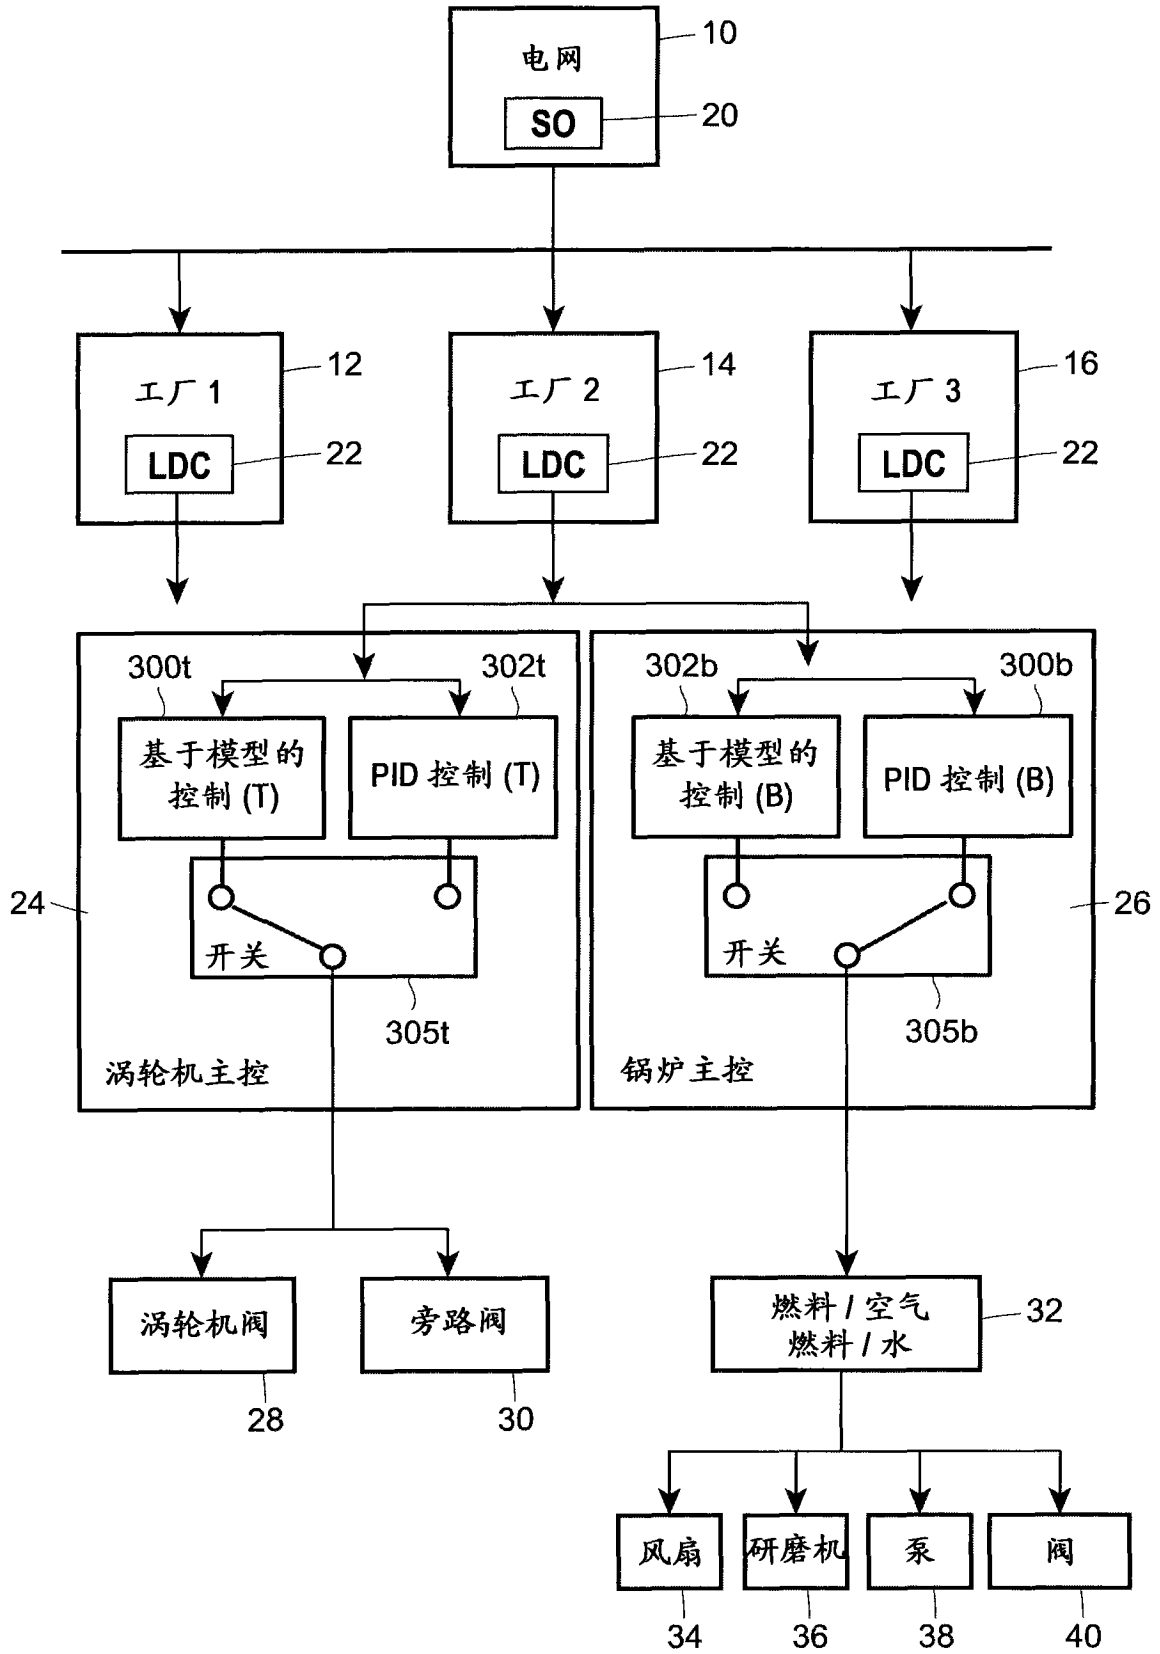 电网
10
SO
20
工厂 1
12
LDC
22
工厂 2
14
LDC
22
工厂 3
16
LDC
22
300t
302t
302b
300b
基于模型的
控制 (T)
PID 控制 (T)
基于模型的
控制 (B)
PID 控制 (B)
24
开关
305t
涡轮机主控
开关
305b
26
锅炉主控
涡轮机阀
28
旁路阀
30
燃料 / 空气
燃料 / 水
32
风扇
34
研磨机
36
泵
38
阀
40